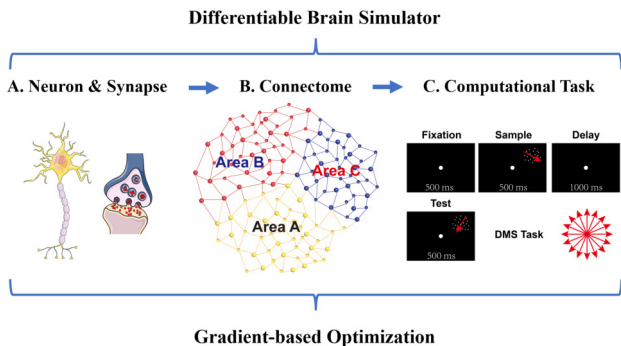 Differentiable Brain Simulator
A. Neuron & Synapse
B. Connectome
C. Computational Task
Area B
Area C
Area A
Fixation
Sample
Delay
500 ms
500 ms
1000 ms
Test
500 ms
DMS Task
Gradient-based Optimization